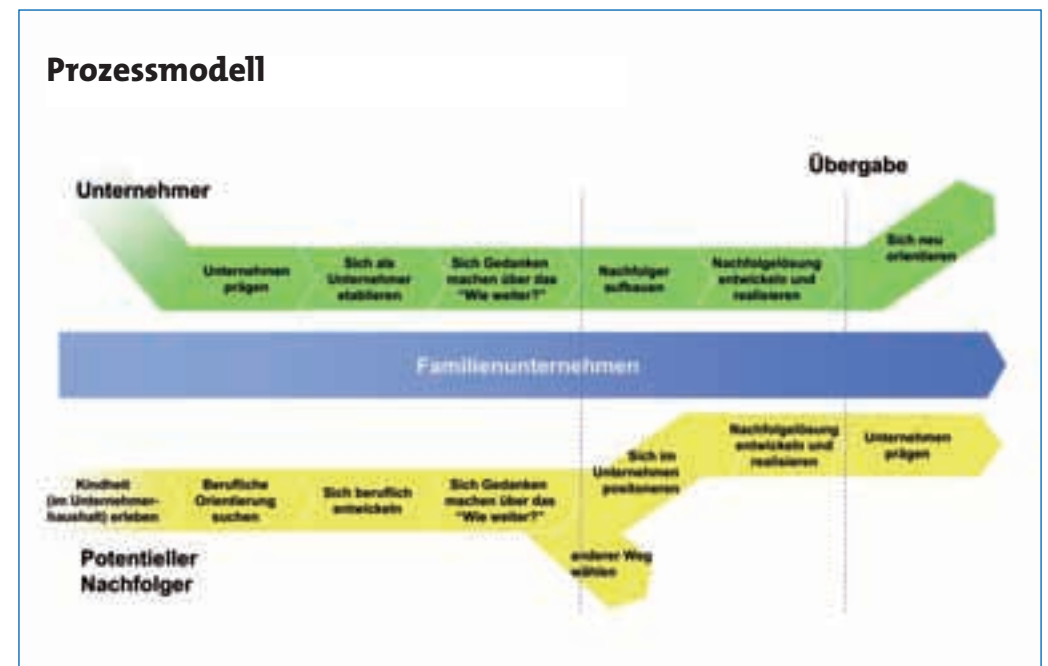 Prozessmodell
Übergabe
Unternehmer
Unternehmen
prägen
Sich als
Unternehmer
etablieren
Sich Gedanken
machen über das
"Wie weiter?"
Nachfolger
aufbauen
Nachfolgelösung
entwickeln und
realisieren
Sich neu
orientieren
Familienunternehmen
Kindheit
(im Unternehmer-
haushalt) erleben
Berufliche
Orientierung
suchen
Sich beruflich
entwickeln
Sich Gedanken
machen über das
"Wie weiter?"
Sich im
Unternehmen
positioneren
Nachfolgelösung
entwickeln und
realisieren
Unternehmen
prägen
anderer Weg
wählen
Potentieller
Nachfolger